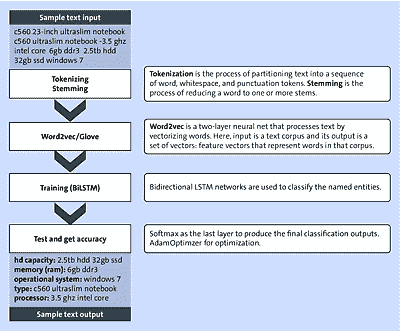 Sample text input
c560 23-inch ultraslim notebook
c560 ultraslim notebook -3.5 ghz
intel core 6gb ddr3 2.5tb hdd
32gb ssd windows 7
Tokenizing
Stemming
Tokenization is the process of partitioning text into a sequence
of word, whitespace, and punctuation tokens. Stemming is the
process of reducing a word to one or more stems.
Word2vec/Glove
Word2vec is a two-layer neural net that processes text by
vectorizing words. Here, input is a text corpus and its output is a
set of vectors: feature vectors that represent words in that corpus.
Training (BiLSTM)
Bidirectional LSTM networks are used to classify the named entities.
Test and get accuracy
Softmax as the last layer to produce the final classification outputs.
AdamOptimzer for optimization.
hd capacity: 2.5tb hdd 32gb ssd
memory (ram): 6gb ddr3
operational system: windows 7
type: c560 ultraslim notebook
processor: 3.5 ghz intel core
Sample text output